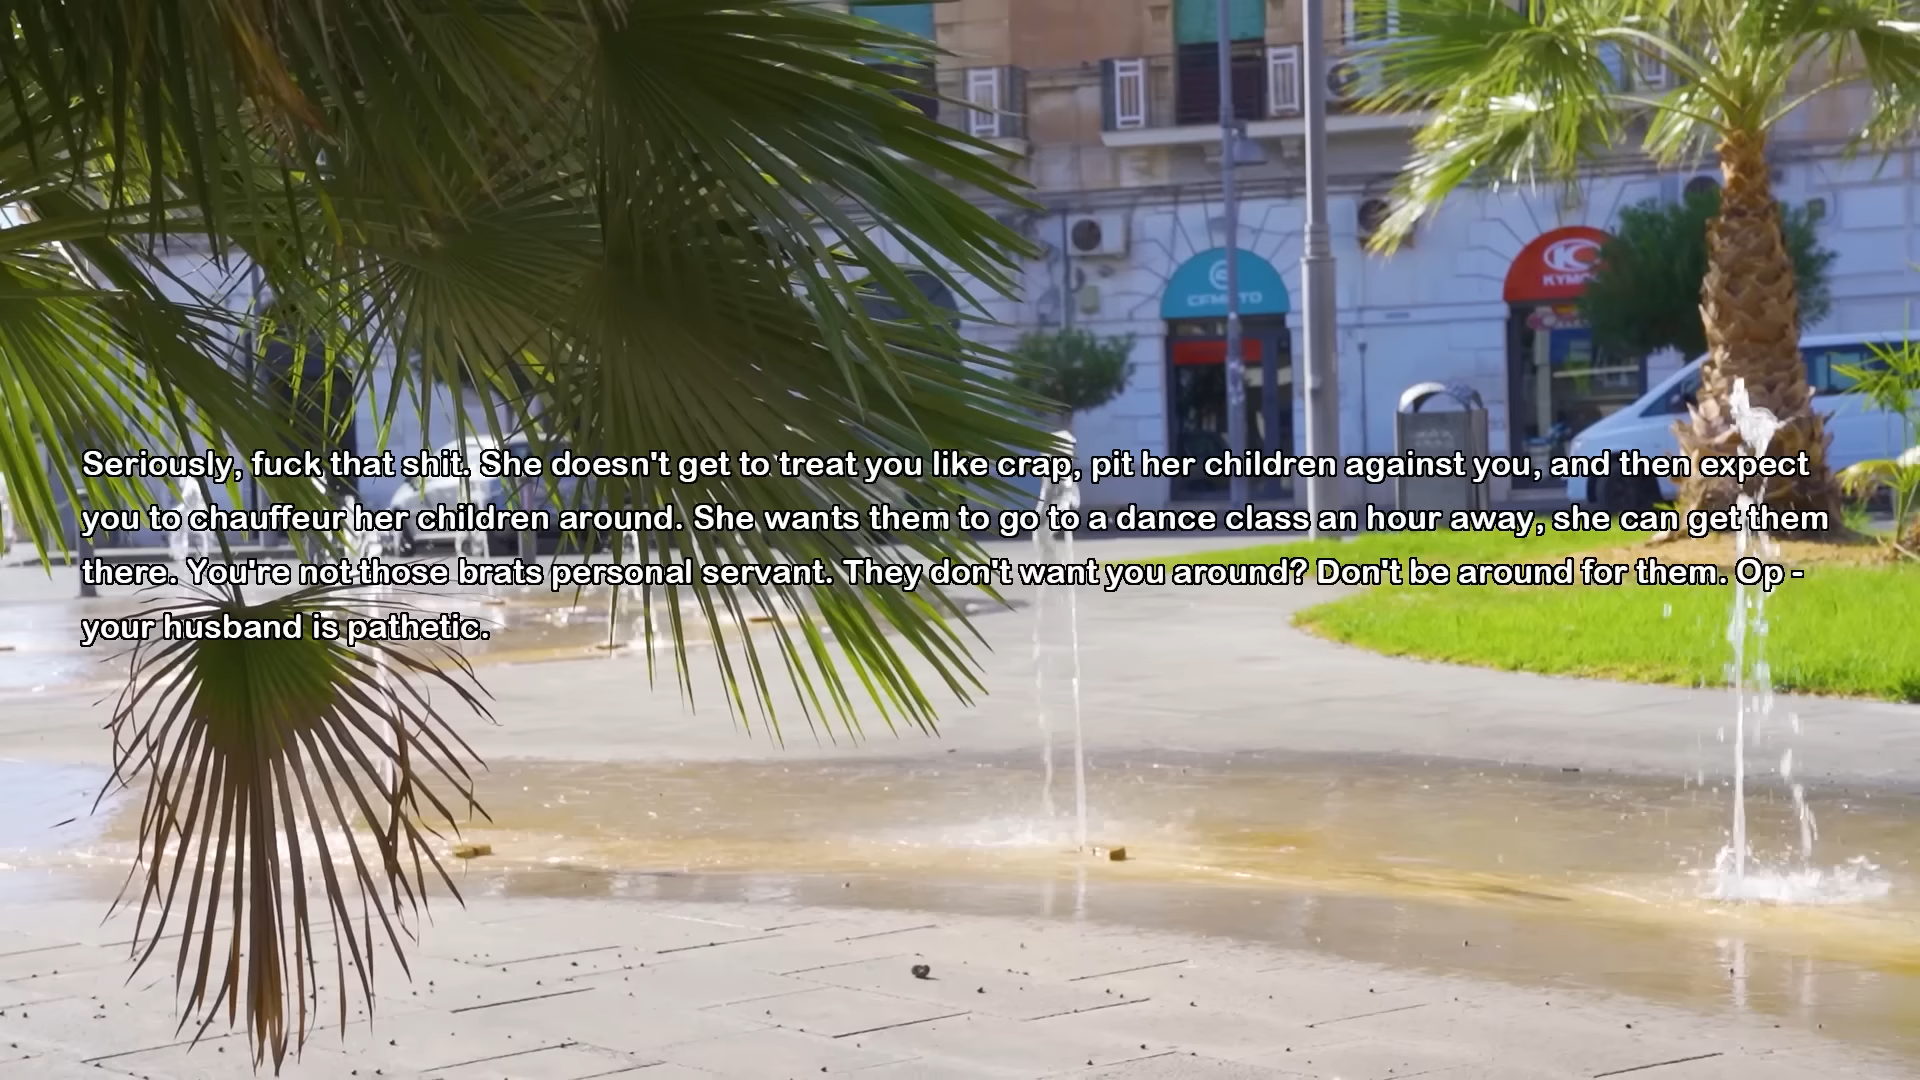 CFMOTO
KYMCO
Seriously, fuck that shit. She doesn't get to treat you like crap, pit her children against you, and then expect
you to chauffeur her children around. She wants them to go to a dance class an hour away, she can get them
there. You're not those brats personal servant. They don't want you around? Don't be around for them. Op -
your husband is pathetic.